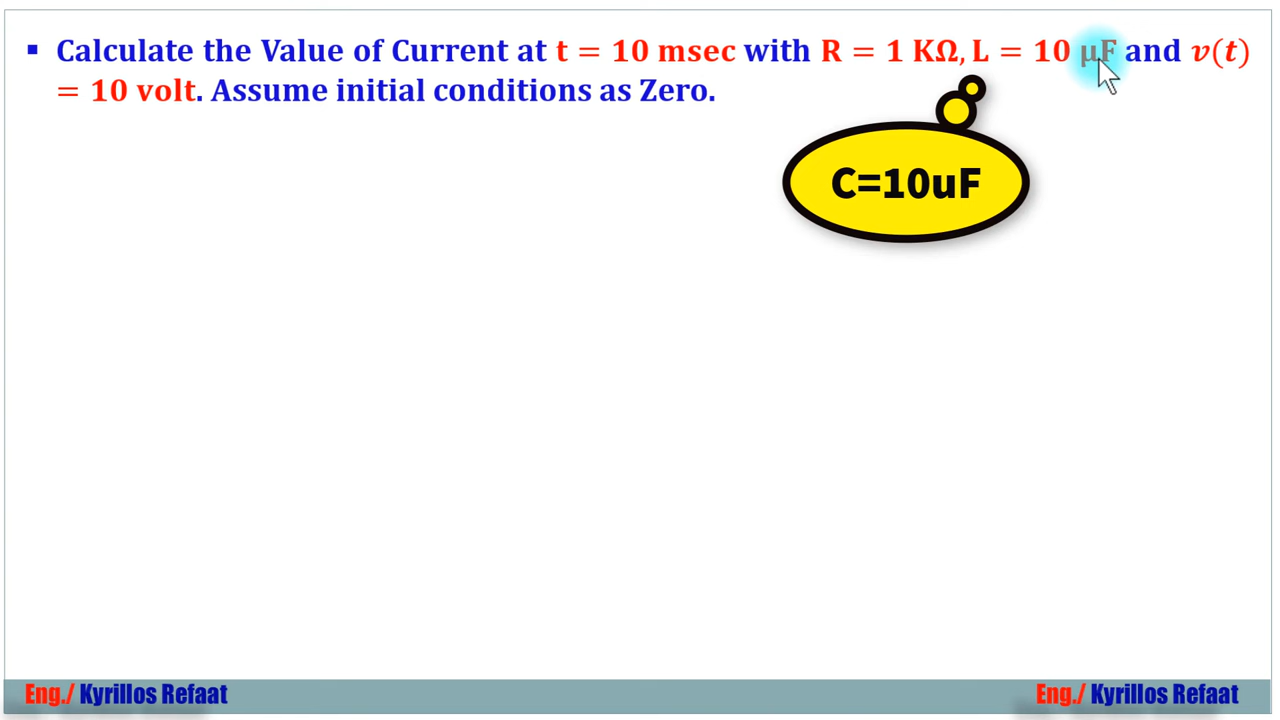 ▪ Calculate the Value of Current at t = 10 msec with R = 1 KΩ, L = 10 μF and v(t)
= 10 volt. Assume initial conditions as Zero.
C=10uF
Eng./ Kyrillos Refaat
Eng./ Kyrillos Refaat